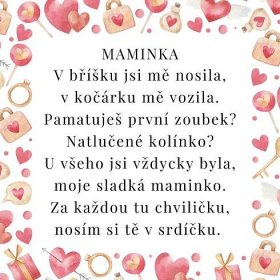 MAMINKA
V bříšku jsi mě nosila,
v kočárku mě vozila.
Pamatuješ první zoubek?
Natlučené kolínko?
U všeho jsi vždycky byla,
moje sladká maminko.
Za každou tu chviličku,
nosím si tě v srdíčku.